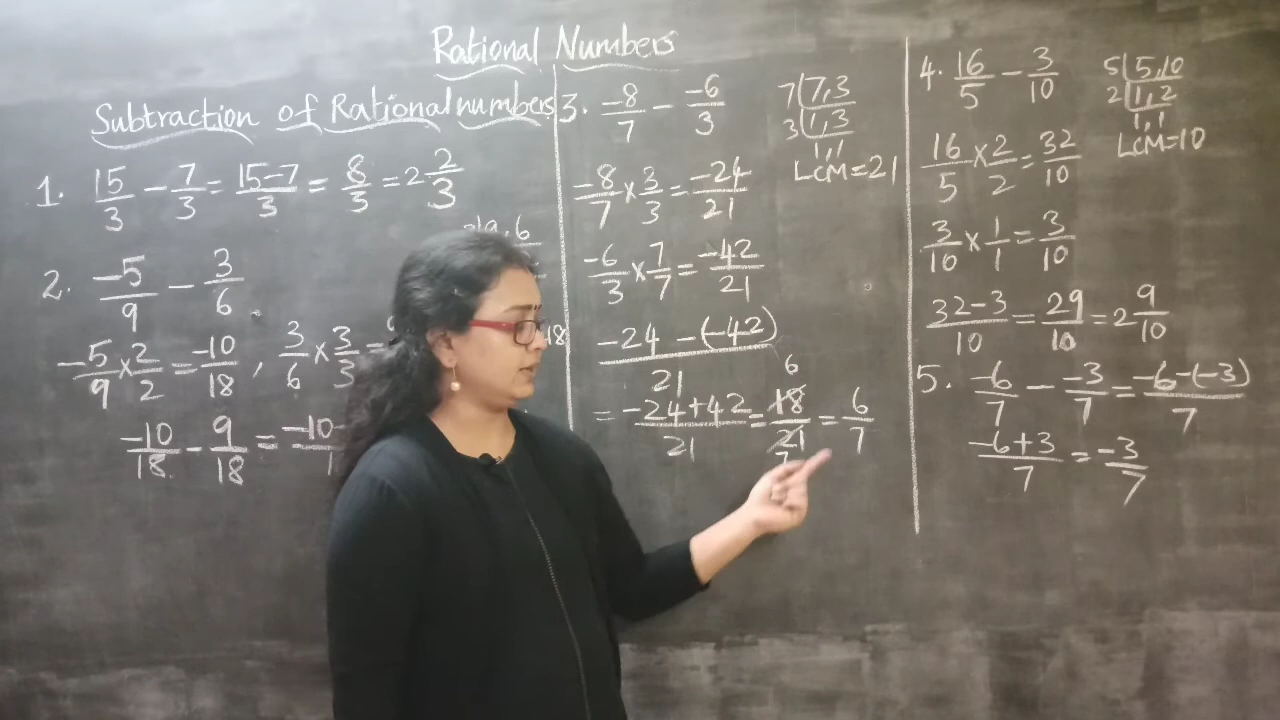 Rational Numbers
Subtraction of Rational numbers
1. 15/3 - 7/3 = 15-7/3 = 8/3 = 2 2/3
2. -5/9 - 3/6
9, 6
-5/9 × 2/2 = -10/18, 3/6 × 3/3 =
18
-10/18 - 9/18 = -10
3. -8/7 - -6/3
7 | 7, 3
3 | 1, 3
1, 1
LCM = 21
-8/7 × 3/3 = -24/21
-6/3 × 7/7 = -42/21
-24 - (-42)/21
= -24+42/21 = 18/21 = 6/7
6
7
4. 16/5 - 3/10
5 | 5, 10
2 | 1, 2
1, 1
LCM = 10
16/5 × 2/2 = 32/10
3/10 × 1/1 = 3/10
32-3/10 = 29/10 = 2 9/10
5. -6/7 - -3/7 = -6-(-3)/7
-6+3/7 = -3/7